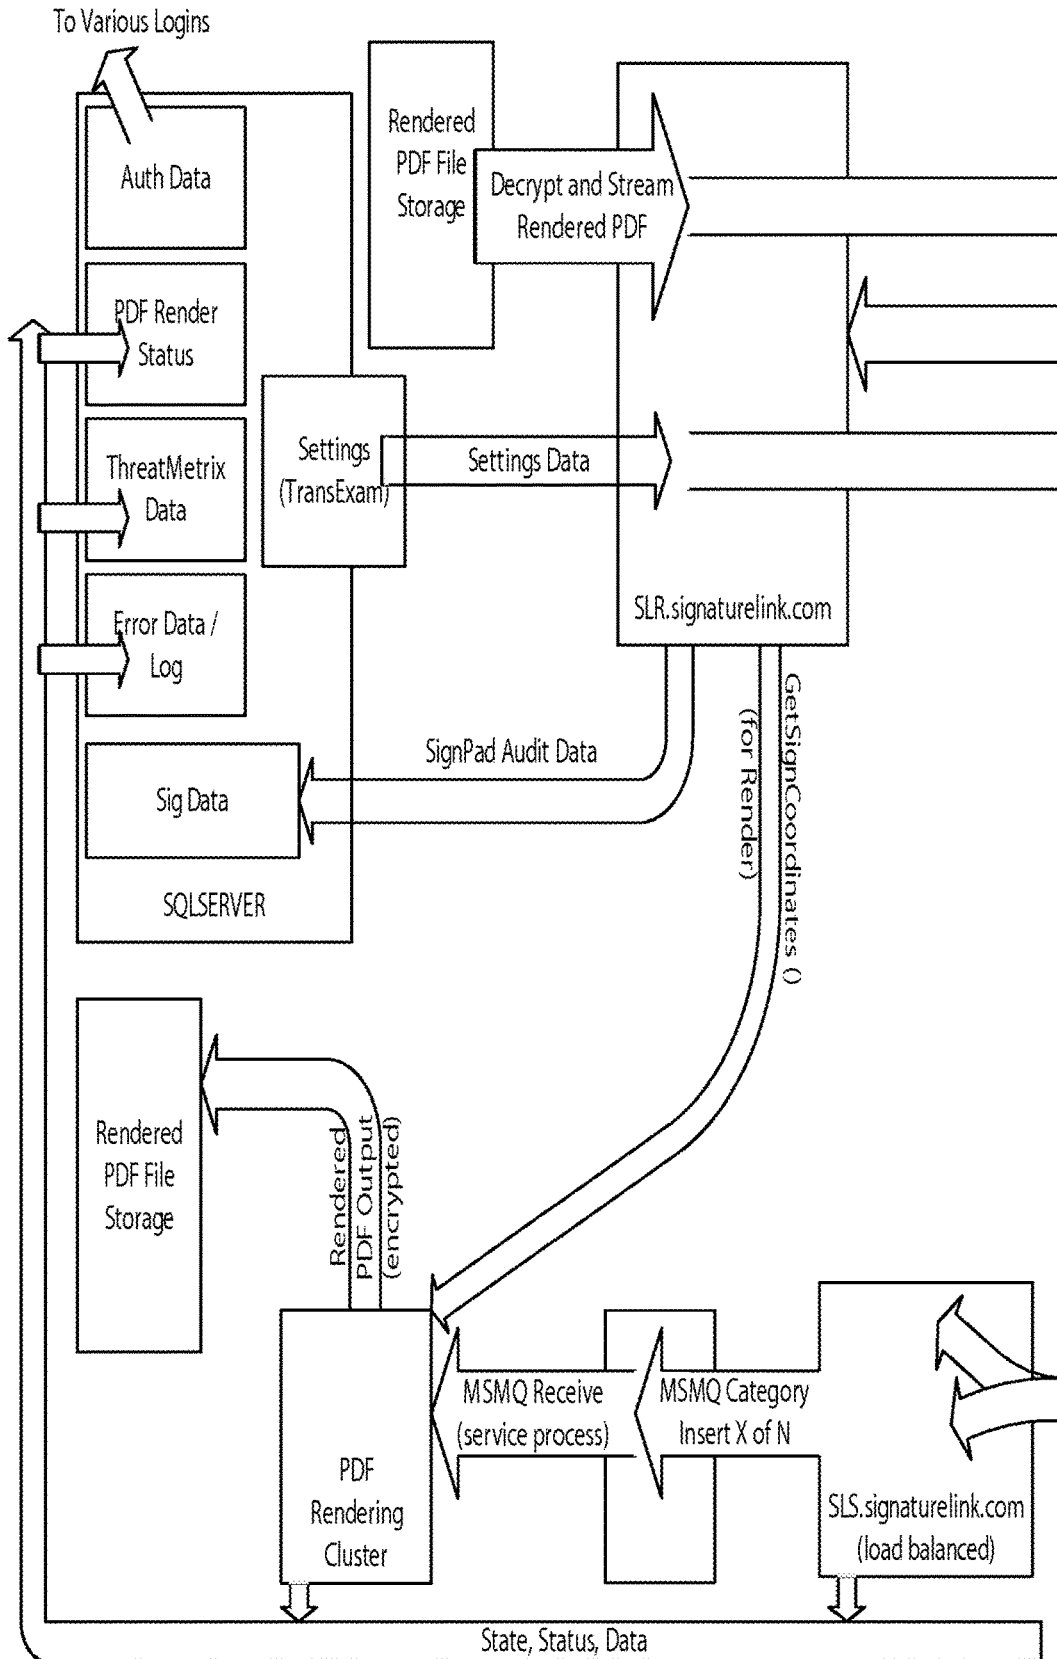 To Various Logins
Auth Data
Rendered
PDF File
Storage
Decrypt and Stream
Rendered PDF
PDF Render
Status
ThreatMetrix
Data
Settings
(TransExam)
Settings Data
Error Data /
Log
SLR.signaturelink.com
SignPad Audit Data
GetSignCoordinates ()
(for Render)
Sig Data
SQLSERVER
Rendered
PDF File
Storage
Rendered
PDF Output
(encrypted)
MSMQ Receive
(service process)
MSMQ Category
Insert X of N
PDF
Rendering
Cluster
SLS.signaturelink.com
(load balanced)
State, Status, Data